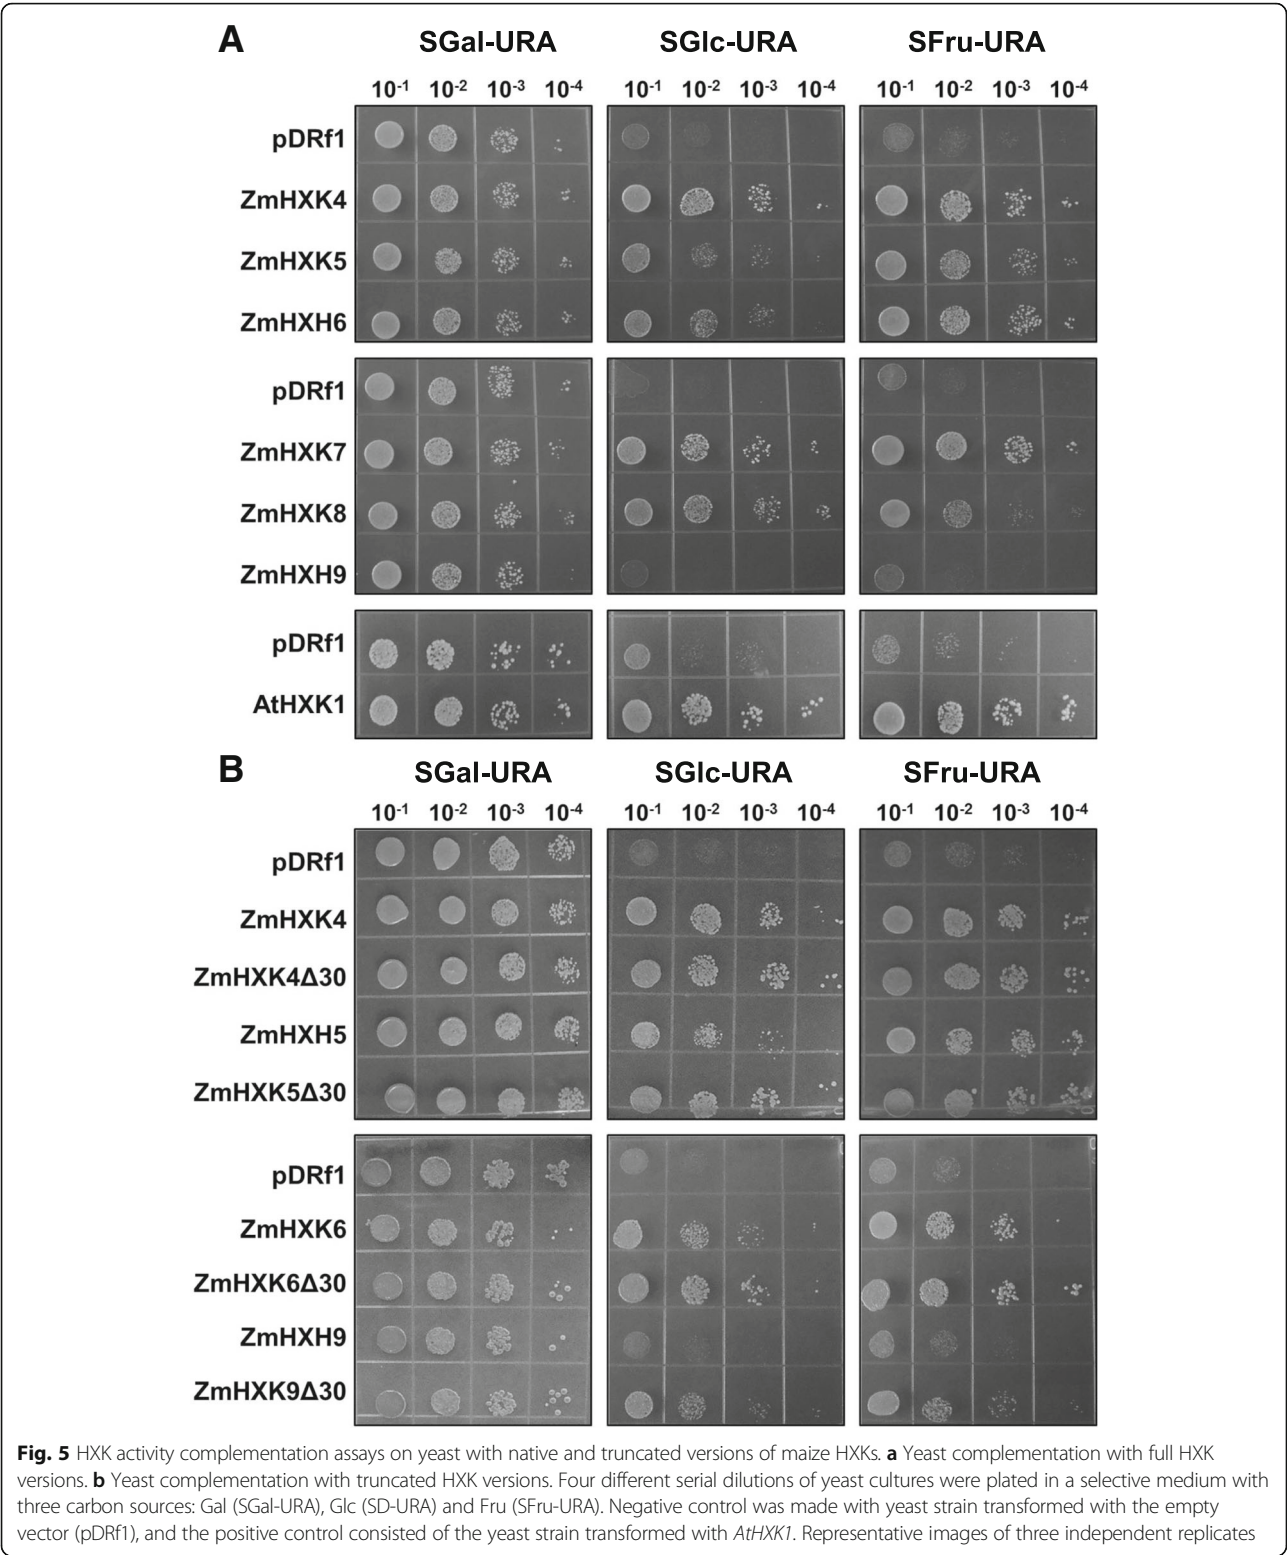 A
SGal-URA SGlc-URA SFru-URA
10⁻¹ 10⁻² 10⁻³ 10⁻⁴ 10⁻¹ 10⁻² 10⁻³ 10⁻⁴ 10⁻¹ 10⁻² 10⁻³ 10⁻⁴
pDRf1
ZmHXK4
ZmHXK5
ZmHXH6
pDRf1
ZmHXK7
ZmHXK8
ZmHXH9
pDRf1
AtHXK1
B
SGal-URA SGlc-URA SFru-URA
10⁻¹ 10⁻² 10⁻³ 10⁻⁴ 10⁻¹ 10⁻² 10⁻³ 10⁻⁴ 10⁻¹ 10⁻² 10⁻³ 10⁻⁴
pDRf1
ZmHXK4
ZmHXK4Δ30
ZmHXH5
ZmHXK5Δ30
pDRf1
ZmHXK6
ZmHXK6Δ30
ZmHXH9
ZmHXK9Δ30
Fig. 5 HXK activity complementation assays on yeast with native and truncated versions of maize HXKs. a Yeast complementation with full HXK
versions. b Yeast complementation with truncated HXK versions. Four different serial dilutions of yeast cultures were plated in a selective medium with
three carbon sources: Gal (SGal-URA), Glc (SD-URA) and Fru (SFru-URA). Negative control was made with yeast strain transformed with the empty
vector (pDRf1), and the positive control consisted of the yeast strain transformed with AtHXK1. Representative images of three independent replicates